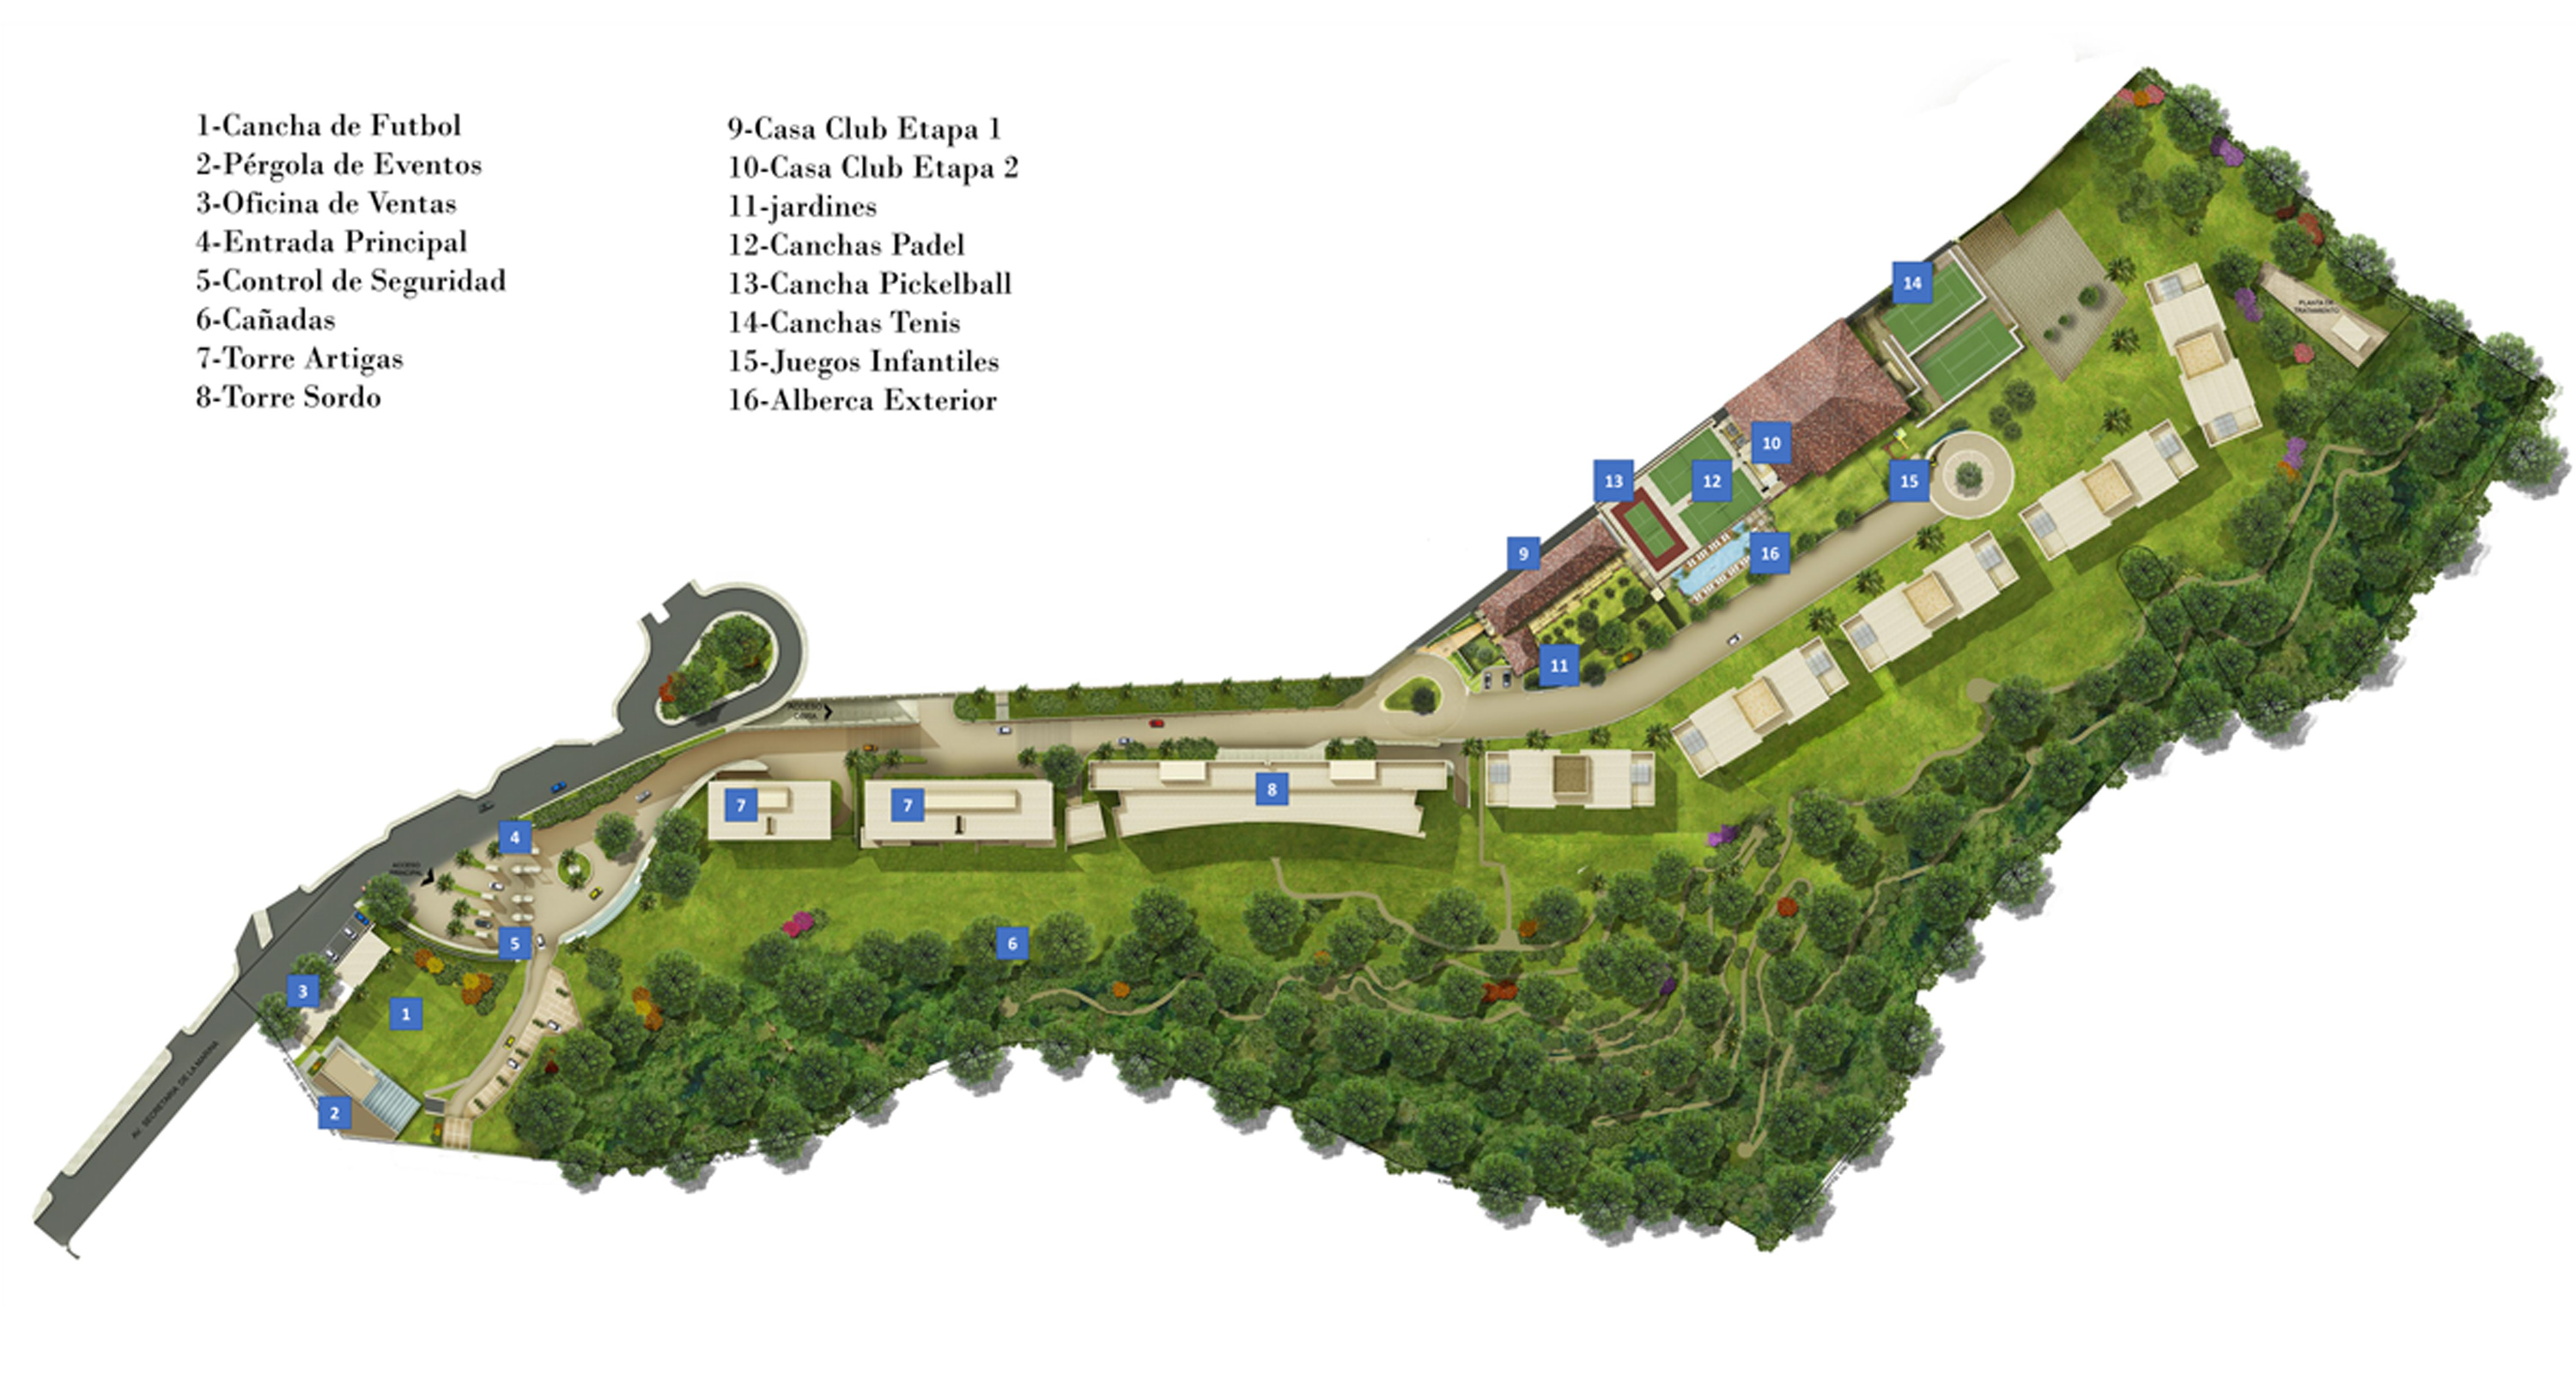 1-Cancha de Futbol
2-Pérgola de Eventos
3-Oficina de Ventas
4-Entrada Principal
5-Control de Seguridad
6-Cañadas
7-Torre Artigas
8-Torre Sordo
9-Casa Club Etapa 1
10-Casa Club Etapa 2
11-jardines
12-Canchas Padel
13-Cancha Pickelball
14-Canchas Tenis
15-Juegos Infantiles
16-Alberca Exterior
14
PLANTA DE
TRATAMIENTO
10
13
12
15
9
16
11
ACCESO
OBRA
7
7
8
4
ACCESO
PRINCIPAL
5
6
3
1
2
AV. SECRETARIA DE LA MARINA